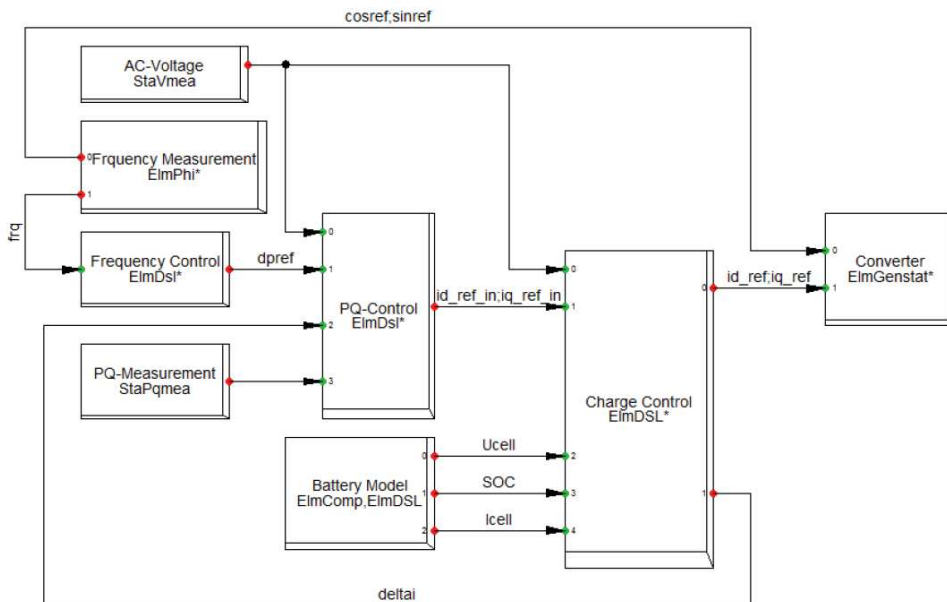 cosref;sinref
AC-Voltage
StaVmea
0
Frquency Measurement
ElmPhi*
1
frq
Frequency Control
ElmDsl*
dpref
0
1
2
3
PQ-Control
ElmDsl*
id_ref_in;iq_ref_in
PQ-Measurement
StaPqmea
0
1
2
3
4
Charge Control
ElmDSL*
0
1
id_ref;iq_ref
0
1
Converter
ElmGenstat*
Battery Model
ElmComp,ElmDSL
0
1
2
Ucell
SOC
Icell
deltai